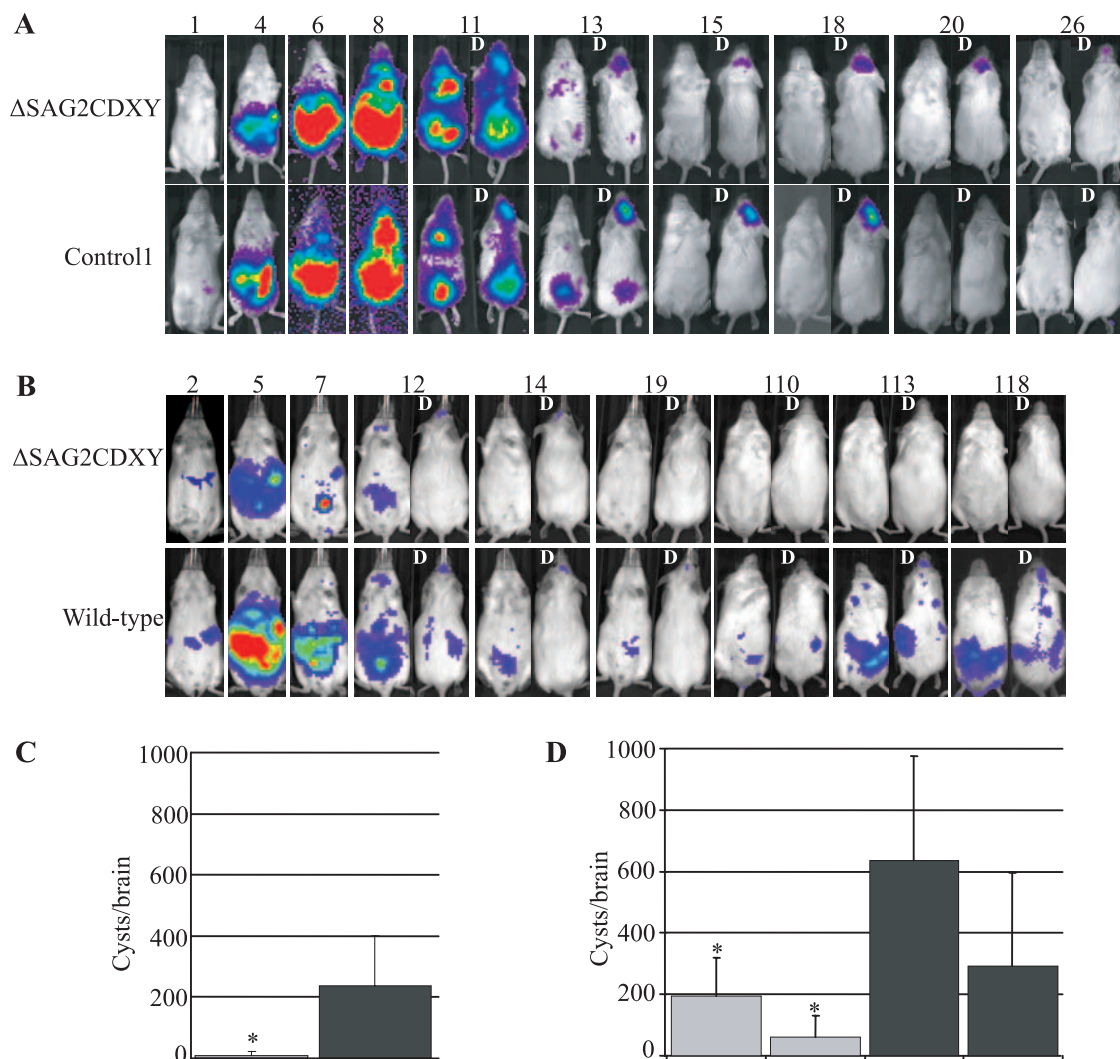 A
1 4 6 8 11 13 15 18 20 26
D D D D D D
ΔSAG2CDXY
D D D D D D
Control1
B
2 5 7 12 14 19 110 113 118
D D D D D D
ΔSAG2CDXY
D D D D D D
Wild-type
C
1000
800
600
400
200
0
Cysts/brain
*
D
1000
800
600
400
200
0
Cysts/brain
*
*